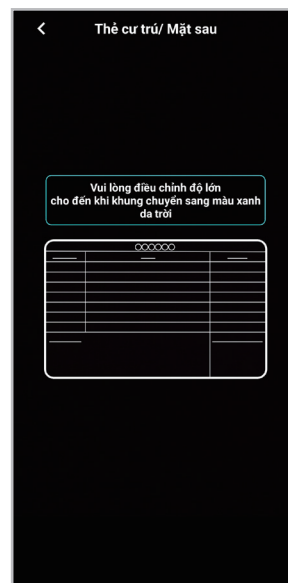 Thẻ cư trú/ Mặt sau
Vui lòng điều chỉnh độ lớn
cho đến khi khung chuyển sang màu xanh
da trời
OOOOOO